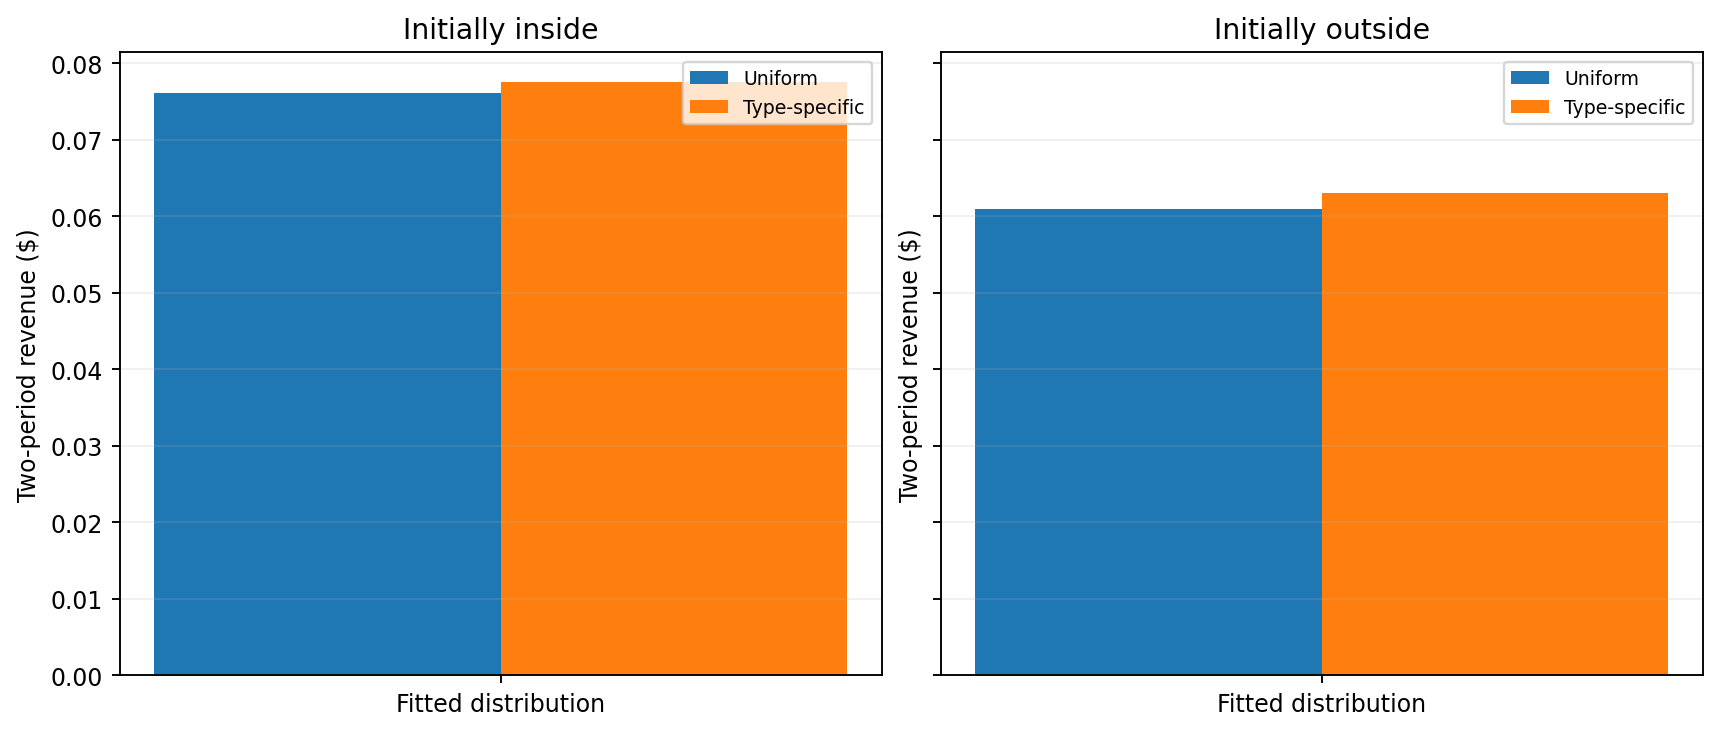 Initially inside
Two-period revenue ($)
0.08
0.07
0.06
0.05
0.04
0.03
0.02
0.01
0.00
Uniform
Type-specific
Fitted distribution
Initially outside
Two-period revenue ($)
Uniform
Type-specific
Fitted distribution